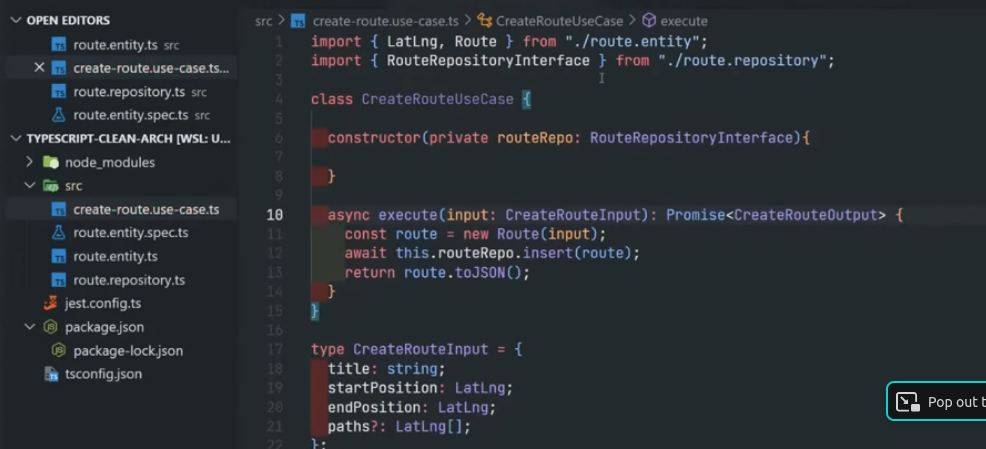 OPEN EDITORS
route.entity.ts src
create-route.use-case.ts...
route.repository.ts src
route.entity.spec.ts src
TYPESCRIPT-CLEAN-ARCH [WSL: U...
node_modules
src
create-route.use-case.ts
route.entity.spec.ts
route.entity.ts
route.repository.ts
jest.config.ts
package.json
package-lock.json
tsconfig.json
src > TS create-route.use-case.ts > CreateRouteUseCase > execute
1 import { LatLng, Route } from "./route.entity";
2 import { RouteRepositoryInterface } from "./route.repository";
3
4 class CreateRouteUseCase {
5
6 constructor(private routeRepo: RouteRepositoryInterface){
7
8 }
9
10 async execute(input: CreateRouteInput): Promise<CreateRouteOutput> {
11 const route = new Route(input);
12 await this.routeRepo.insert(route);
13 return route.toJSON();
14 }
15 }
16
17 type CreateRouteInput = {
18 title: string;
19 startPosition: LatLng;
20 endPosition: LatLng;
21 paths?: LatLng[];
22 };
Pop out t